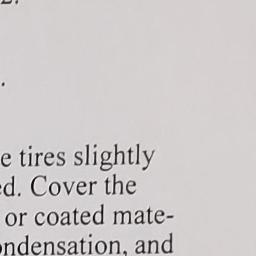 .
e tires slightly
ed. Cover the
or coated mate-
ondensation, and